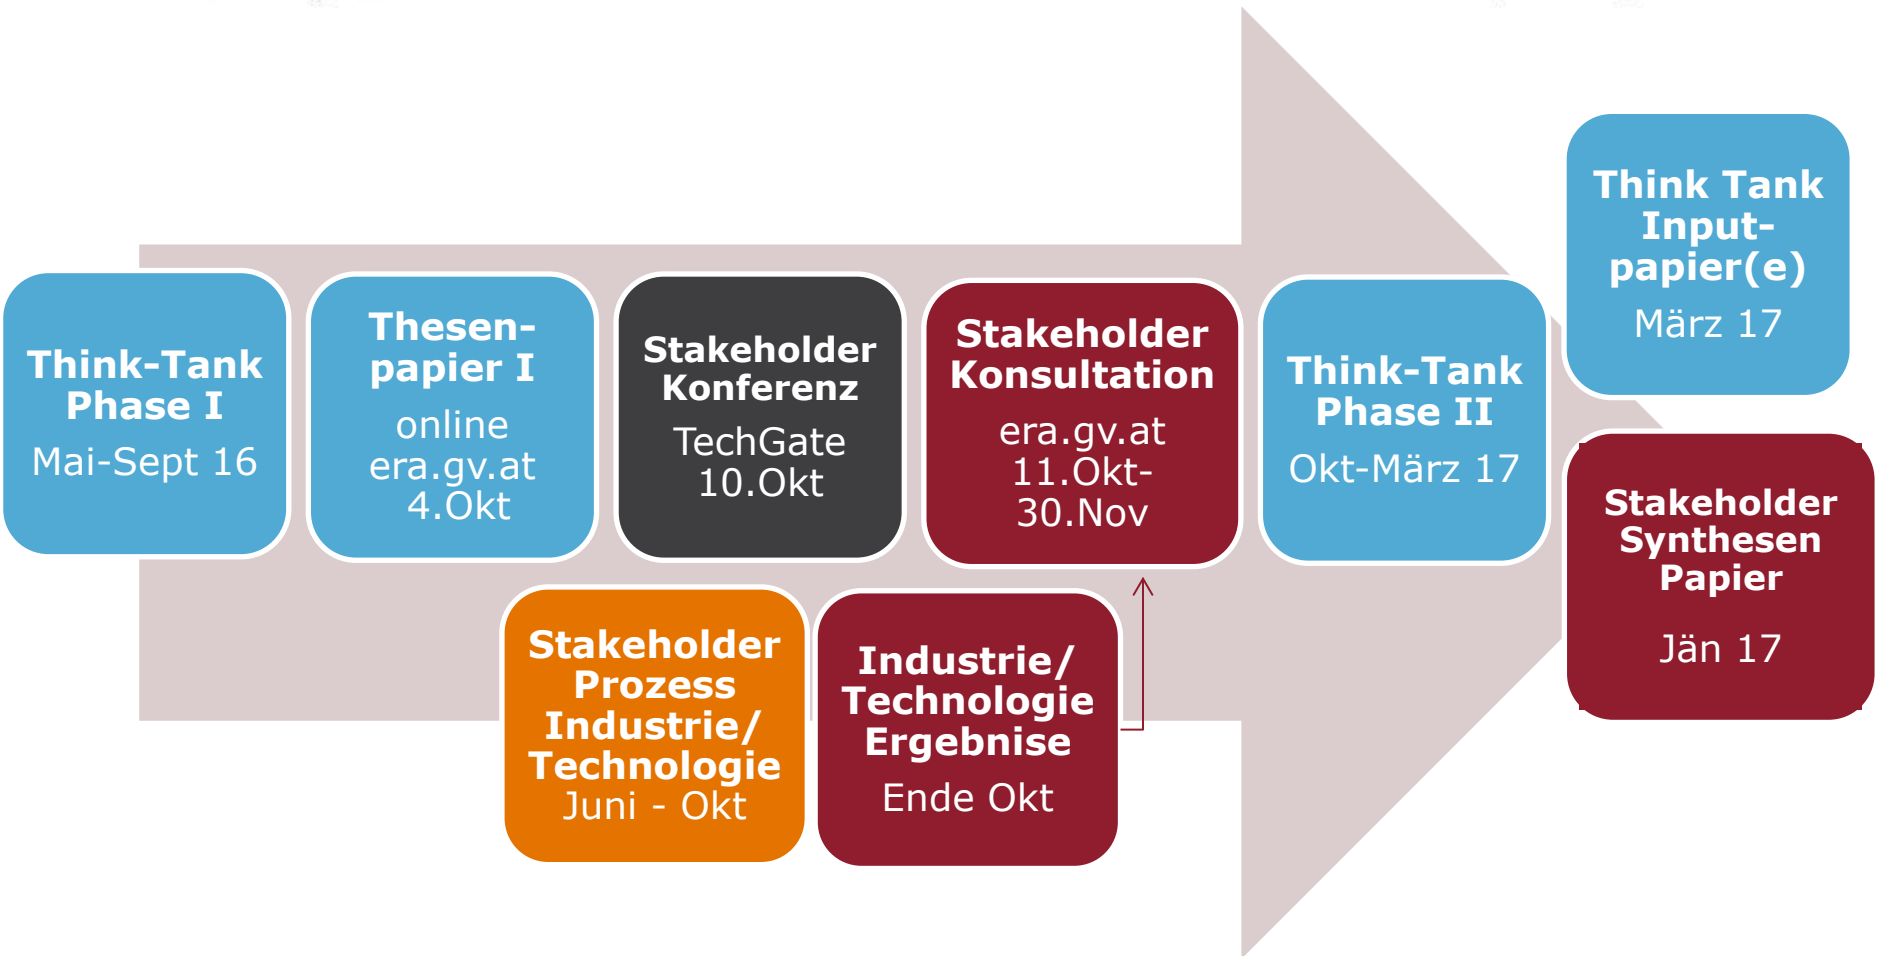 Think-Tank
Phase I
Mai-Sept 16
Thesen-
papier I
online
era.gv.at
4.Okt
Stakeholder
Konferenz
TechGate
10.Okt
Stakeholder
Konsultation
era.gv.at
11.Okt-
30.Nov
Think-Tank
Phase II
Okt-März 17
Think Tank
Input-
papier(e)
März 17
Stakeholder
Synthesen
Papier
Jän 17
Stakeholder
Prozess
Industrie/
Technologie
Juni - Okt
Industrie/
Technologie
Ergebnise
Ende Okt